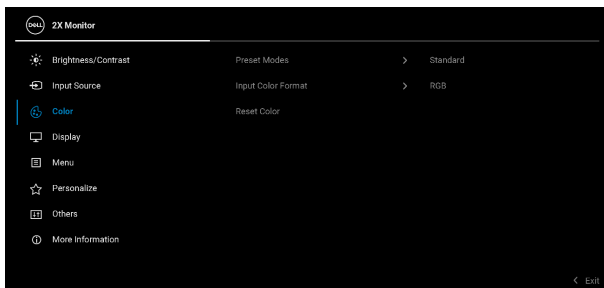 DELL 2X Monitor
Brightness/Contrast Preset Modes > Standard
Input Source Input Color Format > RGB
Color Reset Color
Display
Menu
Personalize
Others
More Information
< Exit